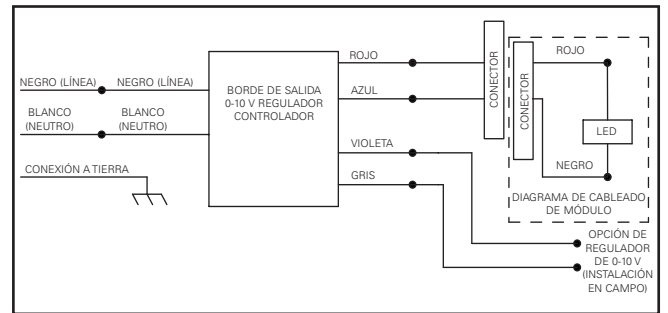 NEGRO (LÍNEA)
NEGRO (LÍNEA)
BLANCO
(NEUTRO)
BLANCO
(NEUTRO)
CONEXIÓN A TIERRA
BORDE DE SALIDA
0-10 V REGULADOR
CONTROLADOR
ROJO
AZUL
VIOLETA
GRIS
CONECTOR
CONECTOR
ROJO
LED
NEGRO
DIAGRAMA DE CABLEADO
DE MÓDULO
OPCIÓN DE
REGULADOR
DE 0-10 V
(INSTALACIÓN
EN CAMPO)